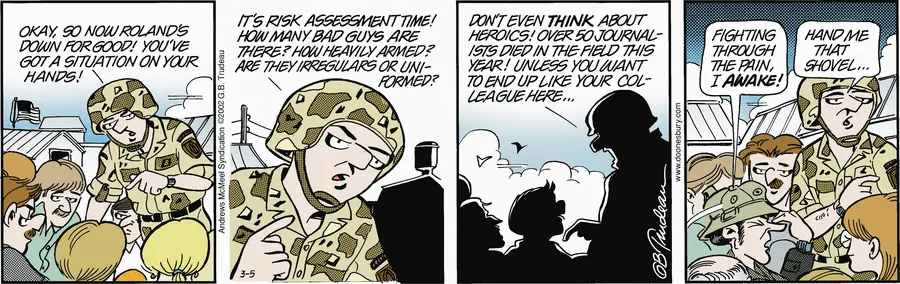 OKAY, SO NOW ROLAND'S
DOWN FOR GOOD! YOU'VE
GOT A SITUATION ON YOUR
HANDS!
Andrews McMeel Syndication ©2002 G.B. Trudeau
IT'S RISK ASSESSMENT TIME!
HOW MANY BAD GUYS ARE
THERE? HOW HEAVILY ARMED?
ARE THEY IRREGULARS OR UNI-
FORMED?
3-5
DON'T EVEN THINK ABOUT
HEROICS! OVER 50 JOURNAL-
ISTS DIED IN THE FIELD THIS
YEAR! UNLESS YOU WANT
TO END UP LIKE YOUR COL-
LEAGUE HERE...
GBTrudeau
www.doonesbury.com
FIGHTING
THROUGH
THE PAIN,
I AWAKE!
HAND ME
THAT
SHOVEL...